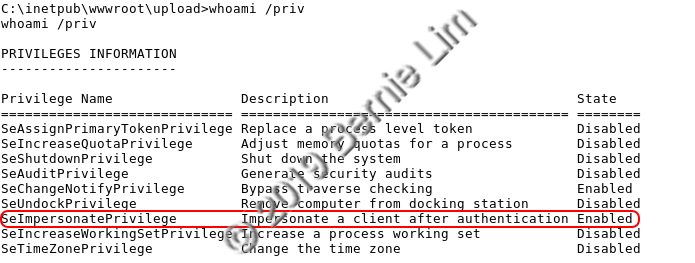 C:\inetpub\wwwroot\upload>whoami /priv
whoami /priv
PRIVILEGES INFORMATION
----------------------
Privilege Name Description State
============================= ========================================= ========
SeAssignPrimaryTokenPrivilege Replace a process level token Disabled
SeIncreaseQuotaPrivilege Adjust memory quotas for a process Disabled
SeShutdownPrivilege Shut down the system Disabled
SeAuditPrivilege Generate security audits Disabled
SeChangeNotifyPrivilege Bypass traverse checking Enabled
SeUndockPrivilege Remove computer from docking station Disabled
SeImpersonatePrivilege Impersonate a client after authentication Enabled
SeIncreaseWorkingSetPrivilege Increase a process working set Disabled
SeTimeZonePrivilege Change the time zone Disabled
© 2019 Bernie Lim